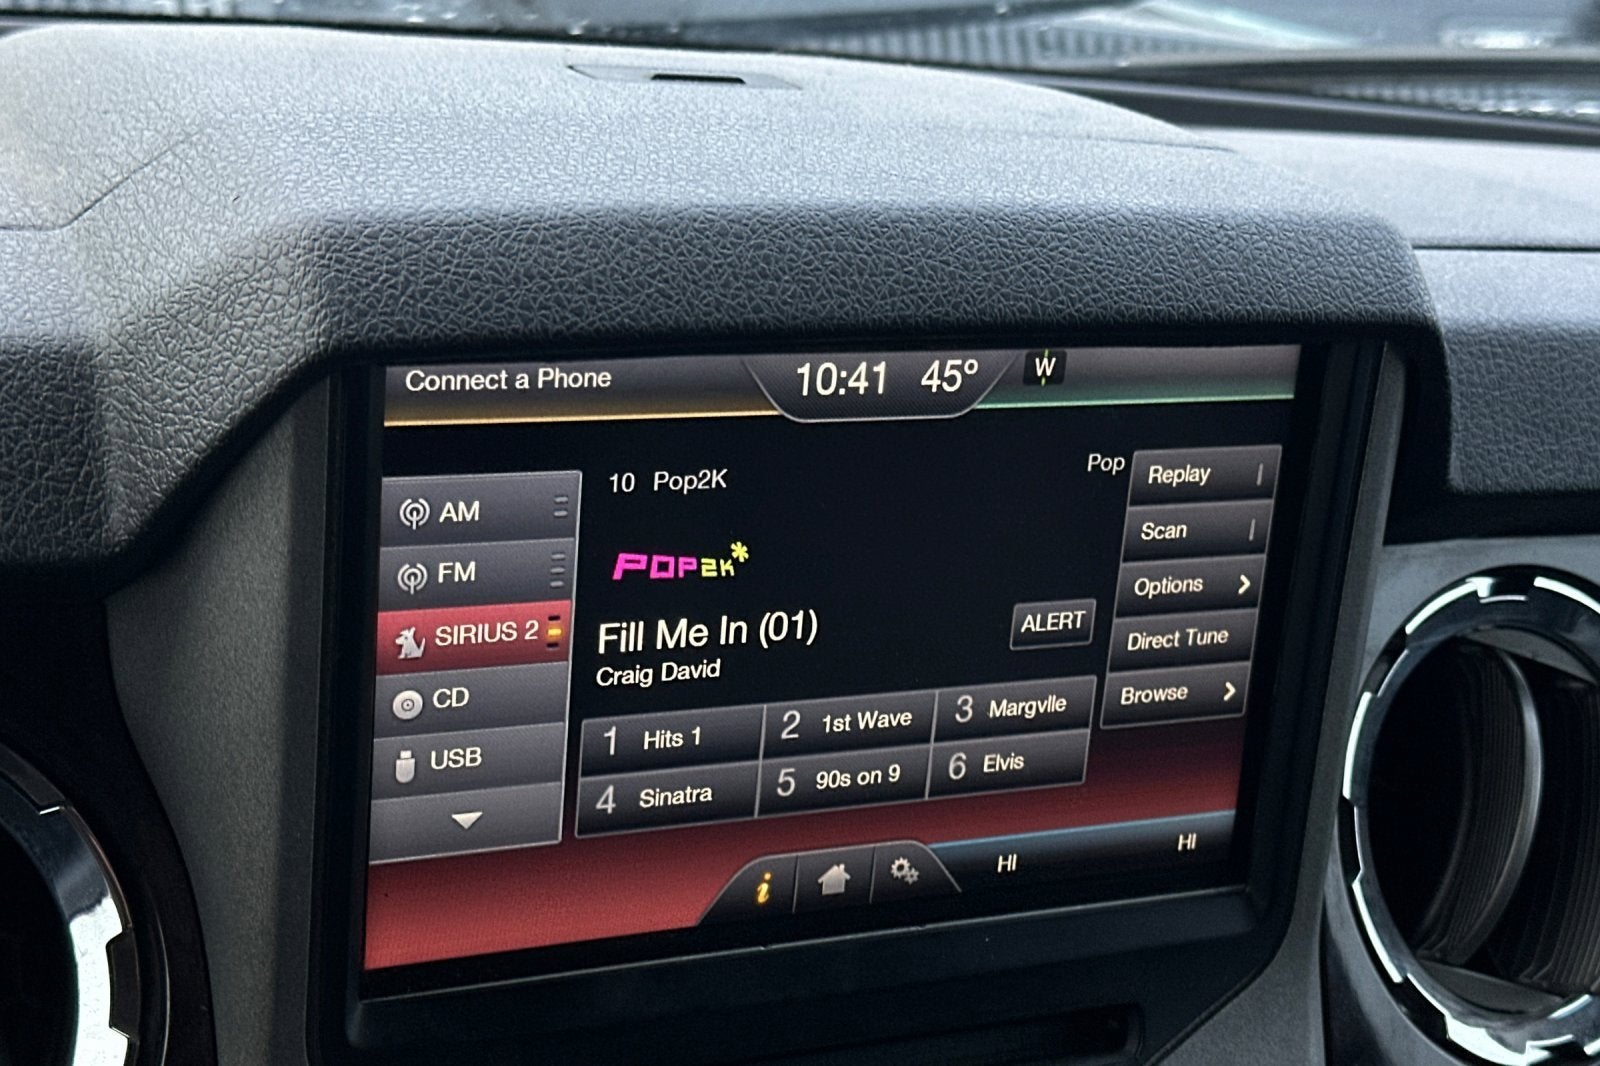 Connect a Phone
10:41 45°
W
10 Pop2K
Pop
AM
FM
SIRIUS 2
CD
USB
POP2K*
Fill Me In (01)
Craig David
ALERT
1 Hits 1
2 1st Wave
3 Margvlle
4 Sinatra
5 90s on 9
6 Elvis
Replay
Scan
Options
Direct Tune
Browse
i
HI
HI